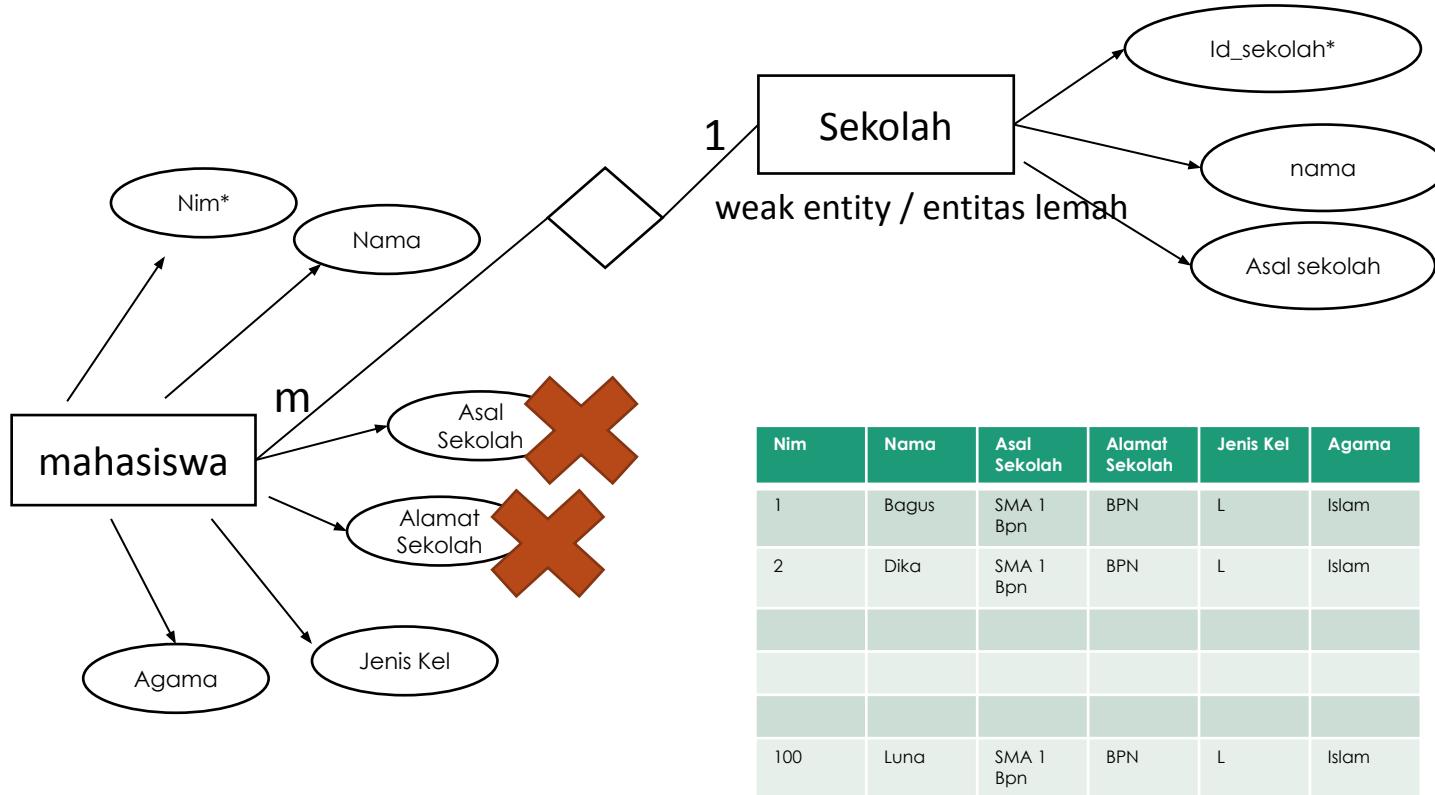 Id_sekolah*
Sekolah
1
nama
weak entity / entitas lemah
Asal sekolah
Nim*
Nama
m
Asal
Sekolah
mahasiswa
Alamat
Sekolah
Agama
Jenis Kel
Nim Nama Asal Sekolah Alamat Sekolah Jenis Kel Agama
1 Bagus SMA 1 Bpn BPN L Islam
2 Dika SMA 1 Bpn BPN L Islam
100 Luna SMA 1 Bpn BPN L Islam